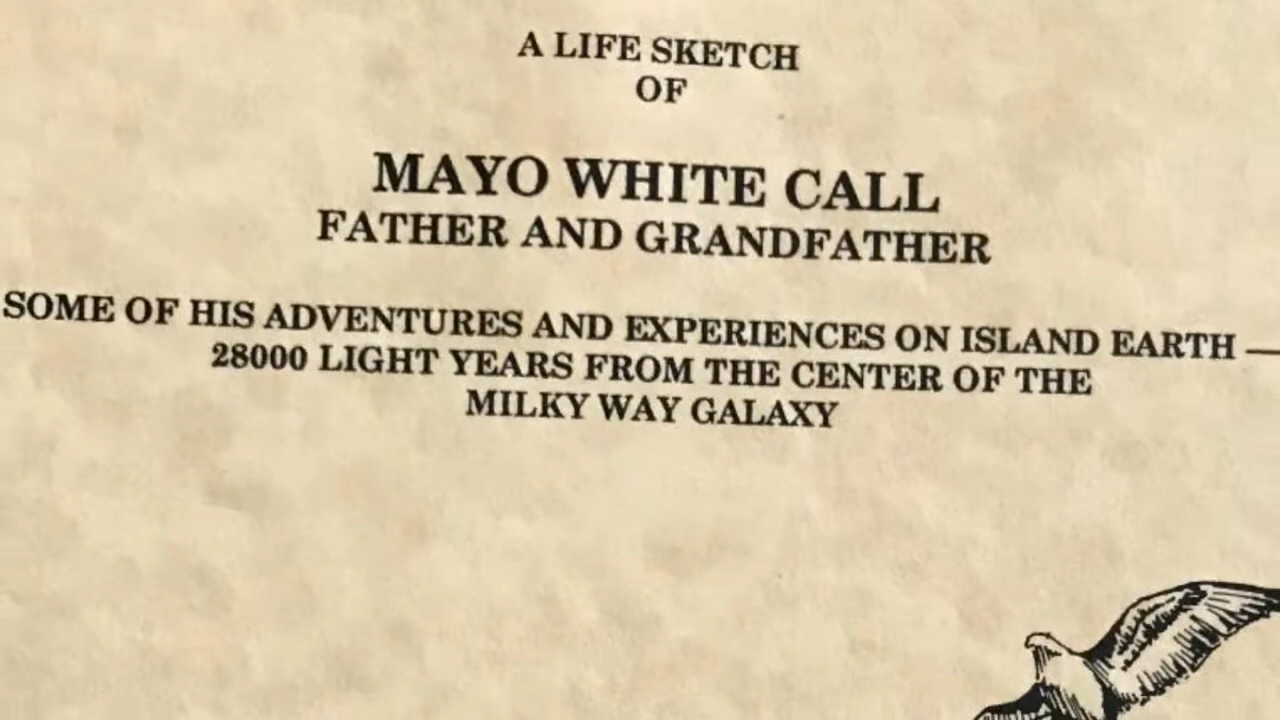 A LIFE SKETCH
OF
MAYO WHITE CALL
FATHER AND GRANDFATHER
SOME OF HIS ADVENTURES AND EXPERIENCES ON ISLAND EARTH —
28000 LIGHT YEARS FROM THE CENTER OF THE
MILKY WAY GALAXY